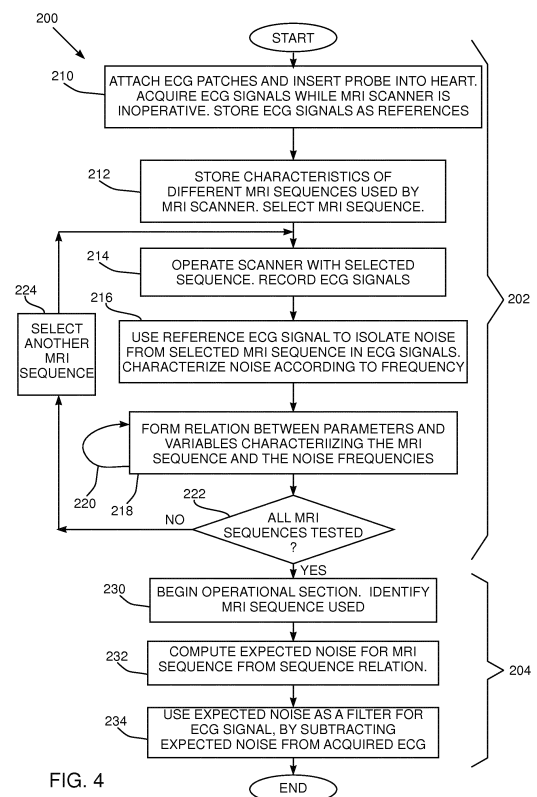 200
START
210
ATTACH ECG PATCHES AND INSERT PROBE INTO HEART.
ACQUIRE ECG SIGNALS WHILE MRI SCANNER IS
INOPERATIVE. STORE ECG SIGNALS AS REFERENCES
212
STORE CHARACTERISTICS OF
DIFFERENT MRI SEQUENCES USED BY
MRI SCANNER. SELECT MRI SEQUENCE.
214
OPERATE SCANNER WITH SELECTED
SEQUENCE. RECORD ECG SIGNALS
224
SELECT
ANOTHER
MRI
SEQUENCE
216
USE REFERENCE ECG SIGNAL TO ISOLATE NOISE
FROM SELECTED MRI SEQUENCE IN ECG SIGNALS.
CHARACTERIZE NOISE ACCORDING TO FREQUENCY
202
FORM RELATION BETWEEN PARAMETERS AND
VARIABLES CHARACTERIIZING THE MRI
SEQUENCE AND THE NOISE FREQUENCIES
220
218
222
ALL MRI
SEQUENCES TESTED
?
NO
YES
230
BEGIN OPERATIONAL SECTION. IDENTIFY
MRI SEQUENCE USED
232
COMPUTE EXPECTED NOISE FOR MRI
SEQUENCE FROM SEQUENCE RELATION.
204
234
USE EXPECTED NOISE AS A FILTER FOR
ECG SIGNAL, BY SUBTRACTING
EXPECTED NOISE FROM ACQUIRED ECG
END
FIG. 4